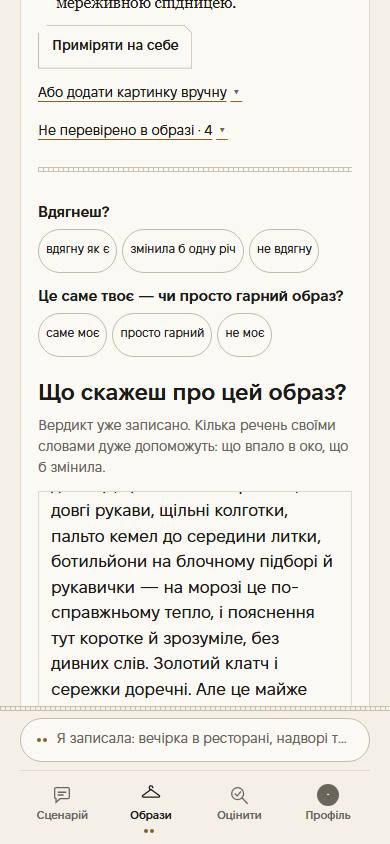 мереживною спідницею.
Приміряти на себе
Або додати картинку вручну ▾
Не перевірено в образі · 4 ▾
Вдягнеш?
вдягну як є змінила б одну річ не вдягну
Це саме твоє — чи просто гарний образ?
саме моє просто гарний не моє
Що скажеш про цей образ?
Вердикт уже записано. Кілька речень своїми
словами дуже допоможуть: що впало в око, що
б змінила.
довгі рукави, щільні колготки,
пальто кемел до середини литки,
ботильйони на блочному підборі й
рукавички — на морозі це по-
справжньому тепло, і пояснення
тут коротке й зрозуміле, без
дивних слів. Золотий клатч і
сережки доречні. Але це майже
Я записала: вечірка в ресторані, надворі т...
Сценарій Образи Оцінити Профіль